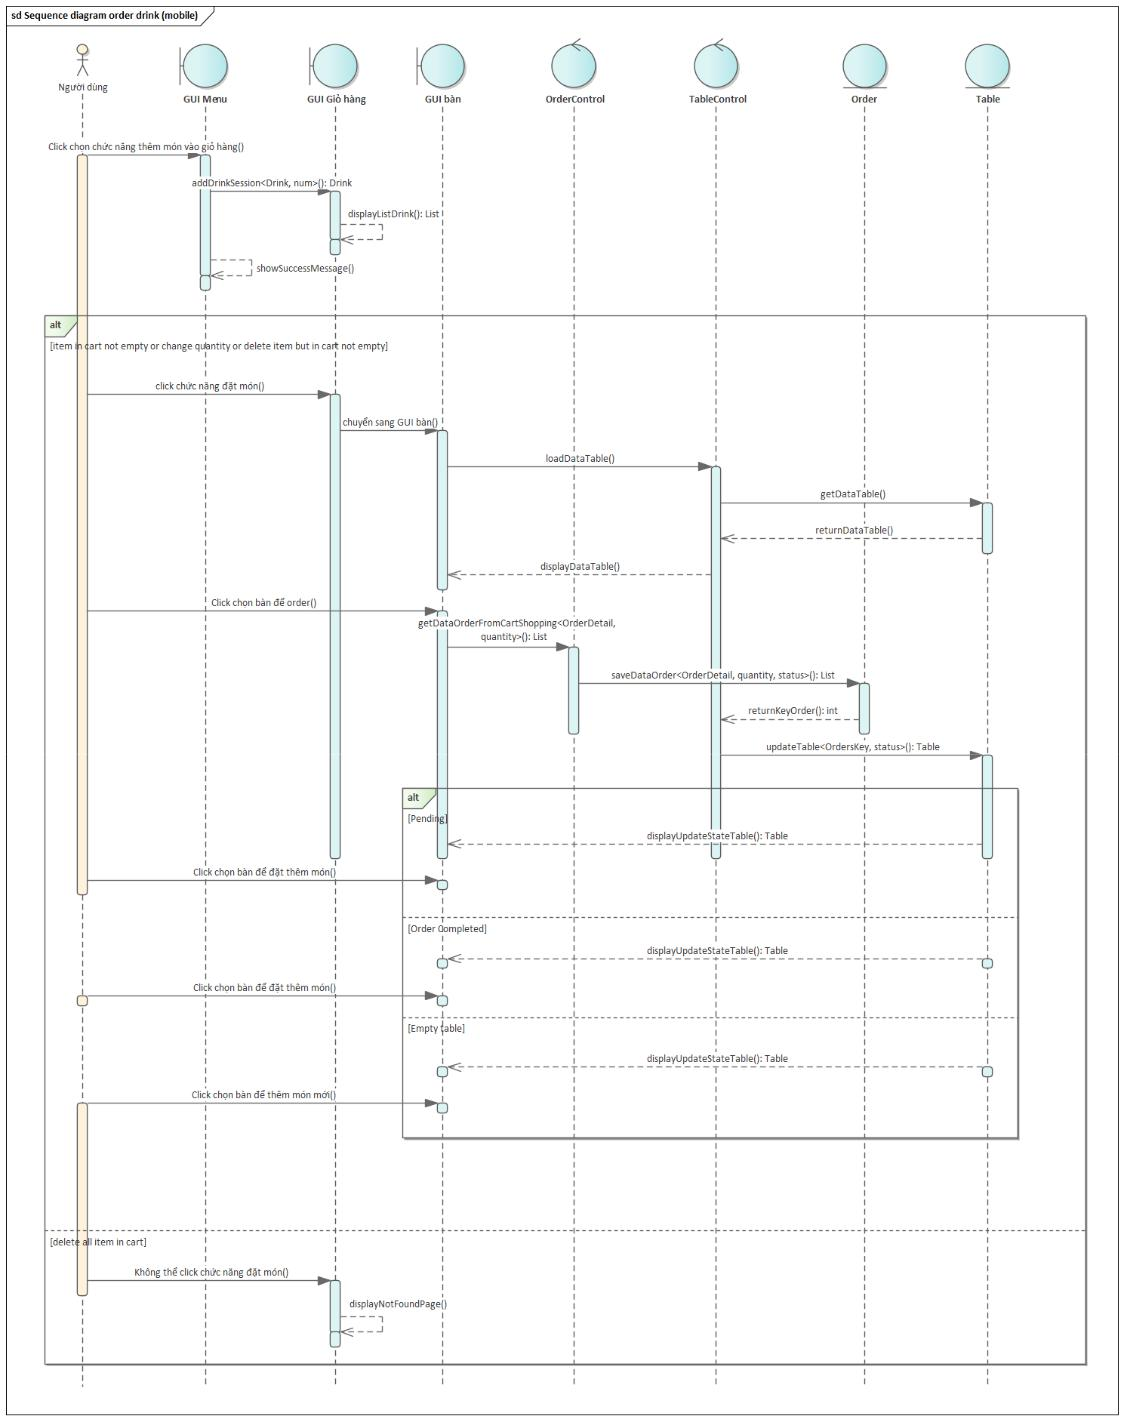 sd Sequence diagram order drink (mobile)
Người dùng
GUI Menu
GUI Giỏ hàng
GUI bàn
OrderControl
TableControl
Order
Table
Click chọn chức năng thêm món vào giỏ hàng()
addDrinkSession<Drink, num>(): Drink
displayListDrink(): List
showSuccessMessage()
alt
[item in cart not empty or change quantity or delete item but in cart not empty]
click chức năng đặt món()
chuyển sang GUI bàn()
loadDataTable()
getDataTable()
returnDataTable()
displayDataTable()
Click chọn bàn để order()
getDataOrderFromCartShopping<OrderDetail,
quantity>(): List
saveDataOrder<OrderDetail, quantity, status>(): List
returnKeyOrder(): int
updateTable<OrdersKey, status>(): Table
alt
[Pending]
displayUpdateStateTable(): Table
Click chọn bàn để đặt thêm món()
[Order Completed]
displayUpdateStateTable(): Table
Click chọn bàn để đặt thêm món()
[Empty table]
displayUpdateStateTable(): Table
Click chọn bàn để thêm món mới()
[delete all item in cart]
Không thể click chức năng đặt món()
displayNotFoundPage()